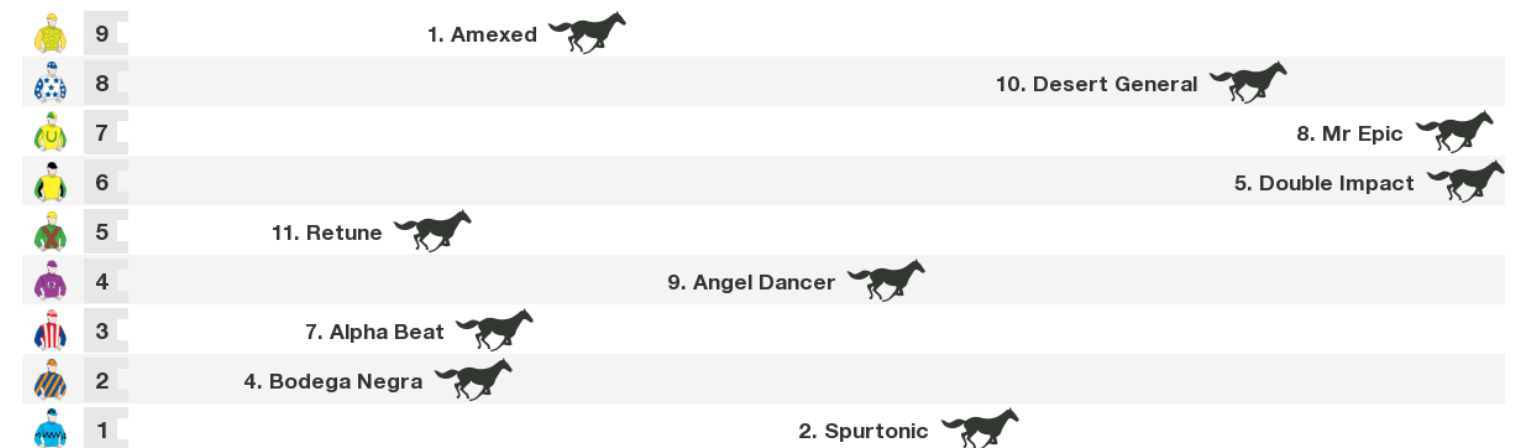 9 1. Amexed
8 10. Desert General
7 8. Mr Epic
6 5. Double Impact
5 11. Retune
4 9. Angel Dancer
3 7. Alpha Beat
2 4. Bodega Negra
1 2. Spurtonic